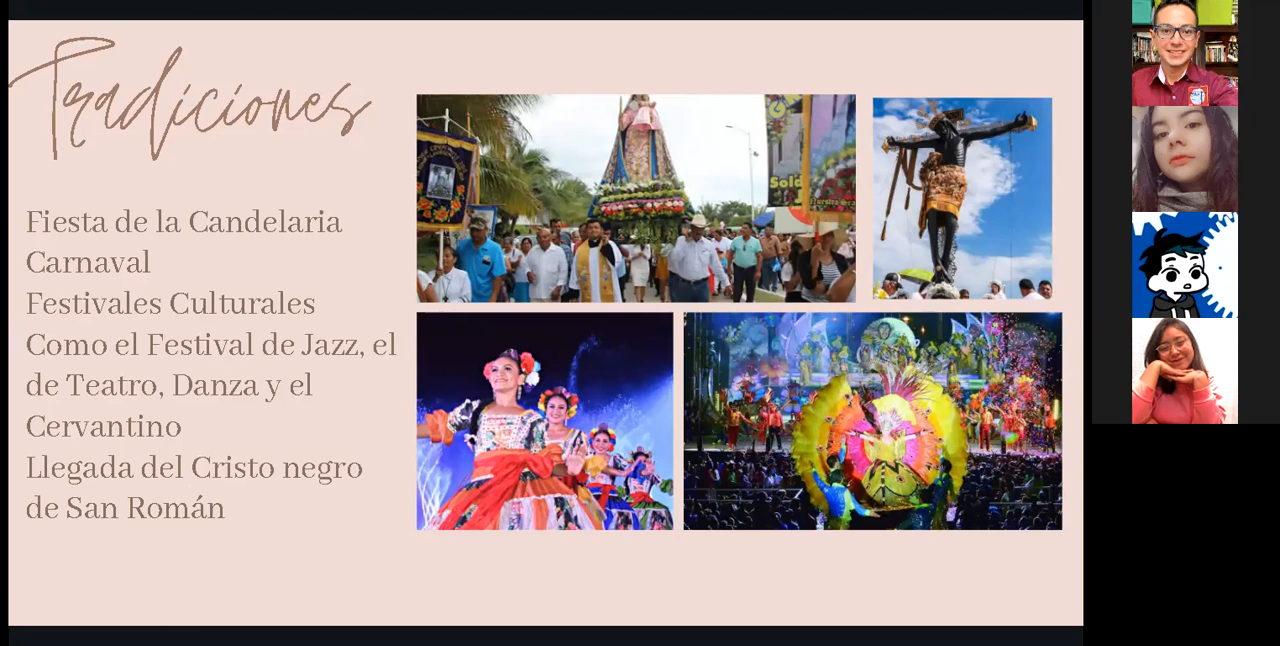 Tradiciones
Fiesta de la Candelaria
Carnaval
Festivales Culturales
Como el Festival de Jazz, el
de Teatro, Danza y el
Cervantino
Llegada del Cristo negro
de San Román
Sold